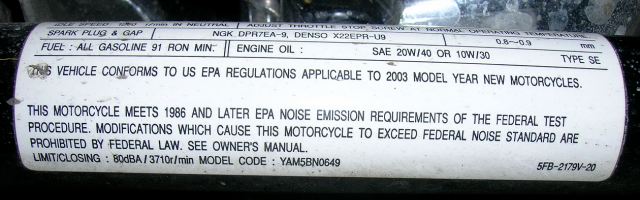 IDLE SPEED r/min IN NEUTRAL ADJUST THROTTLE STOP SCREW AT NORMAL OPERATING TEMPERATURE
SPARK PLUG & GAP NGK DPR7EA-9, DENSO X22EPR-U9 0.8~0.9 mm
FUEL : ALL GASOLINE 91 RON MIN. ENGINE OIL : SAE 20W/40 OR 10W/30 TYPE SE
THIS VEHICLE CONFORMS TO US EPA REGULATIONS APPLICABLE TO 2003 MODEL YEAR NEW MOTORCYCLES.
THIS MOTORCYCLE MEETS 1986 AND LATER EPA NOISE EMISSION REQUIREMENTS OF THE FEDERAL TEST
PROCEDURE. MODIFICATIONS WHICH CAUSE THIS MOTORCYCLE TO EXCEED FEDERAL NOISE STANDARD ARE
PROHIBITED BY FEDERAL LAW. SEE OWNER'S MANUAL.
LIMIT/CLOSING : 80dBA / 3710r/min MODEL CODE : YAM5BN0649 5FB-2179V-20